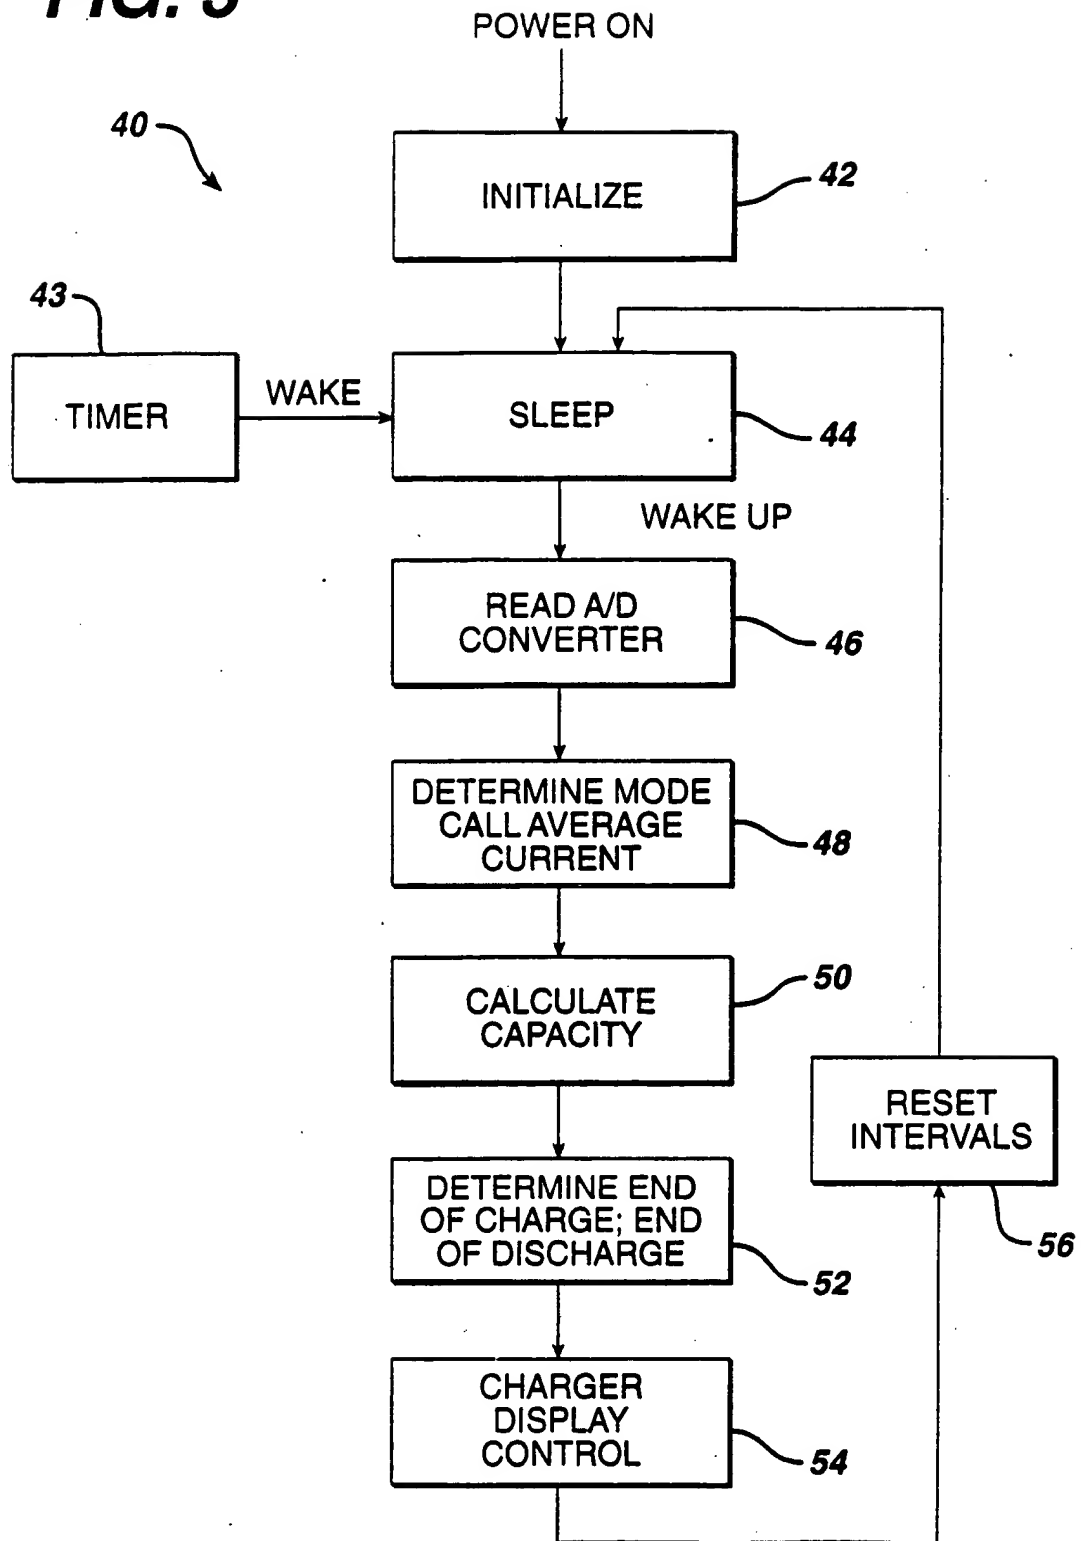 POWER ON
40
INITIALIZE
42
43
TIMER
WAKE
SLEEP
44
WAKE UP
READ A/D
CONVERTER
46
DETERMINE MODE
CALL AVERAGE
CURRENT
48
CALCULATE
CAPACITY
50
RESET
INTERVALS
56
DETERMINE END
OF CHARGE; END
OF DISCHARGE
52
CHARGER
DISPLAY
CONTROL
54